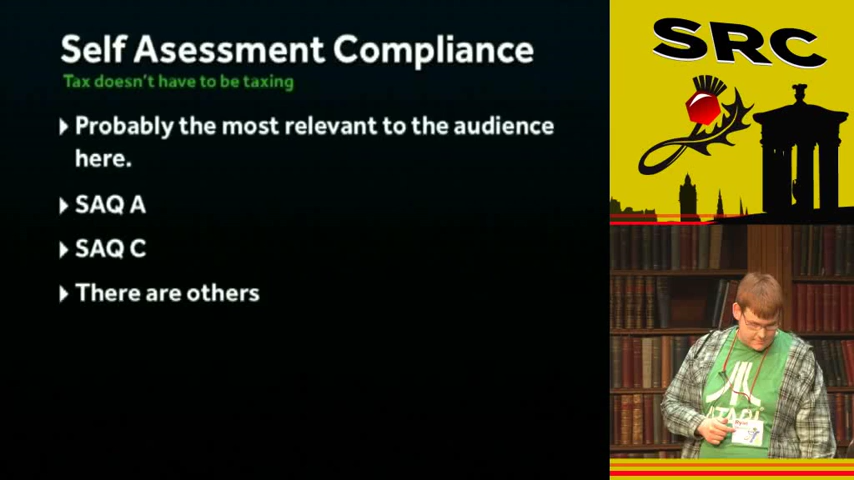 Self Asessment Compliance
Tax doesn't have to be taxing
Probably the most relevant to the audience
here.
SAQ A
SAQ C
There are others
SRC
ATARI